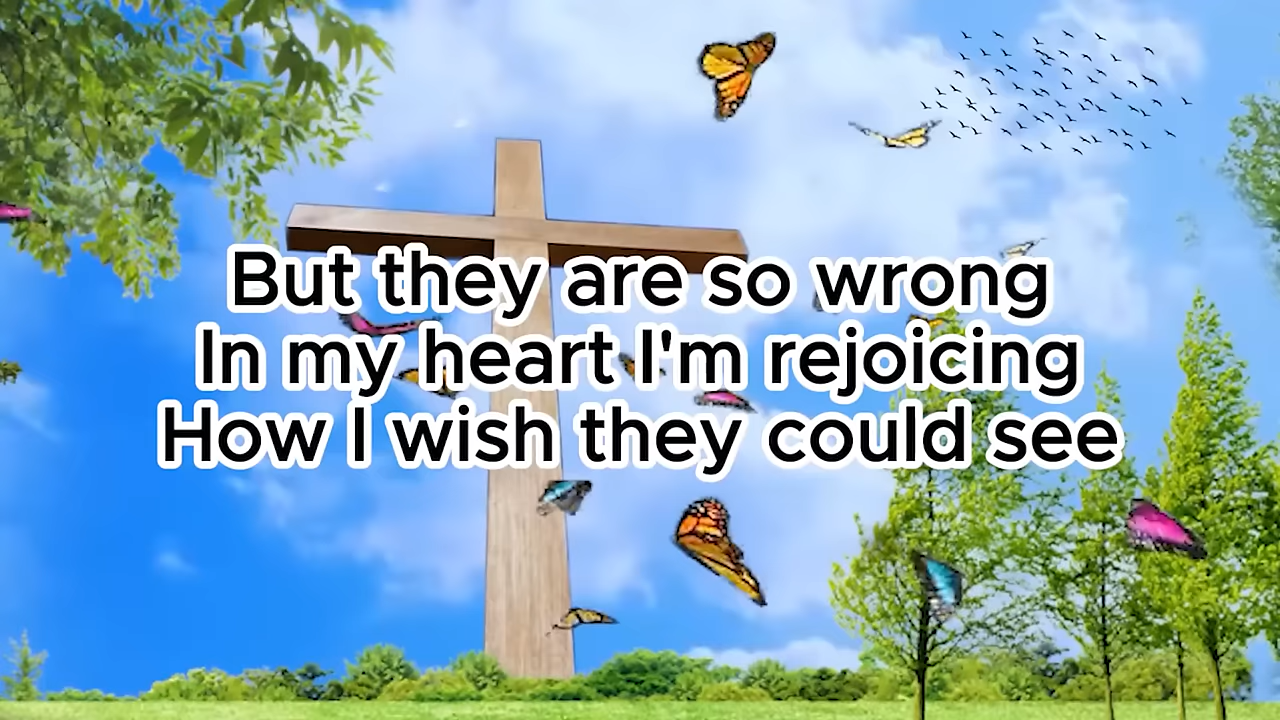 But they are so wrong
In my heart I'm rejoicing
How I wish they could see